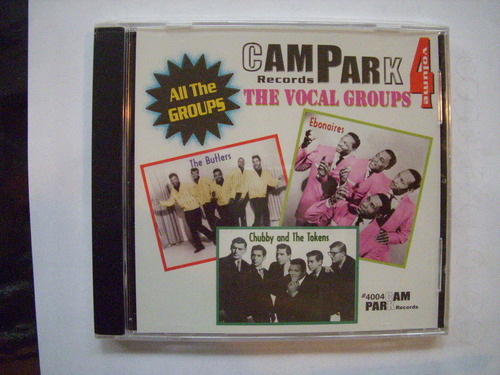 CAMPARK
Records
THE VOCAL GROUPS
Volume
4
All The
GROUPS
The Butlers
Ebonaires
Chubby and The Tokens
#4004 CAM
PARK Records